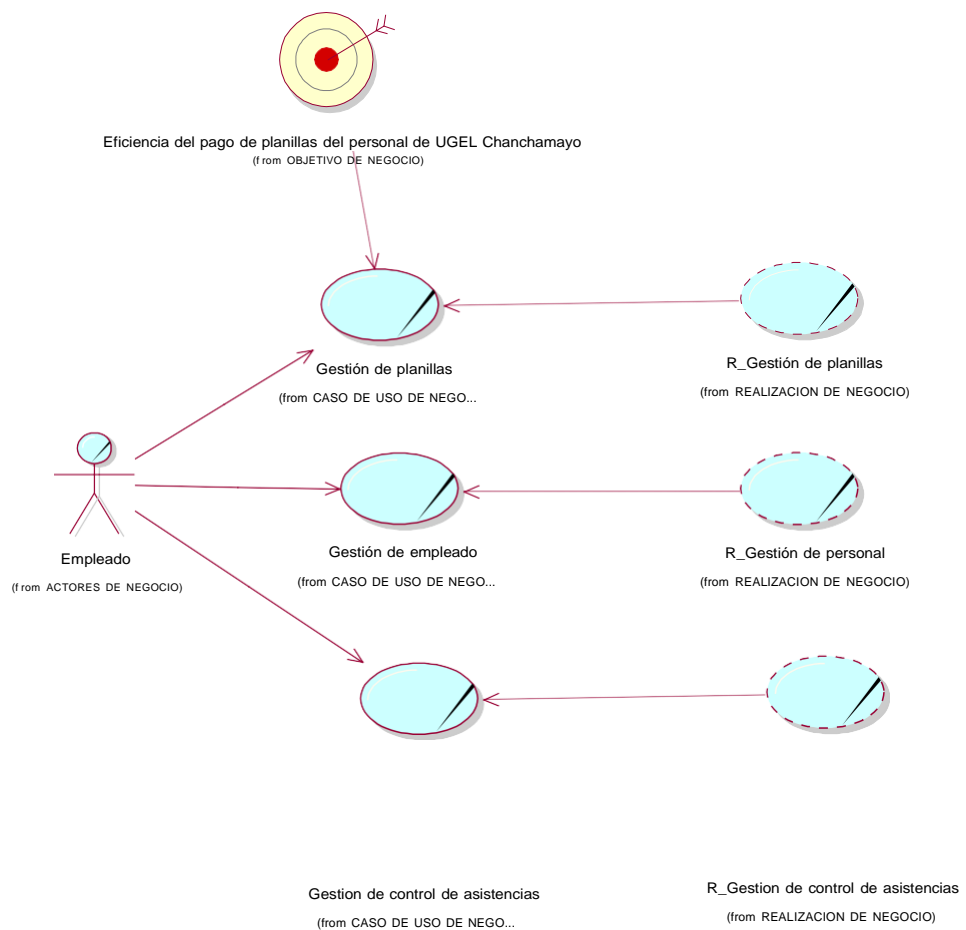 Eficiencia del pago de planillas del personal de UGEL Chanchamayo
(from OBJETIVO DE NEGOCIO)
Gestión de planillas
(from CASO DE USO DE NEGO...
R_Gestión de planillas
(from REALIZACION DE NEGOCIO)
Empleado
(from ACTORES DE NEGOCIO)
Gestión de empleado
(from CASO DE USO DE NEGO...
R_Gestión de personal
(from REALIZACION DE NEGOCIO)
Gestion de control de asistencias
(from CASO DE USO DE NEGO...
R_Gestion de control de asistencias
(from REALIZACION DE NEGOCIO)